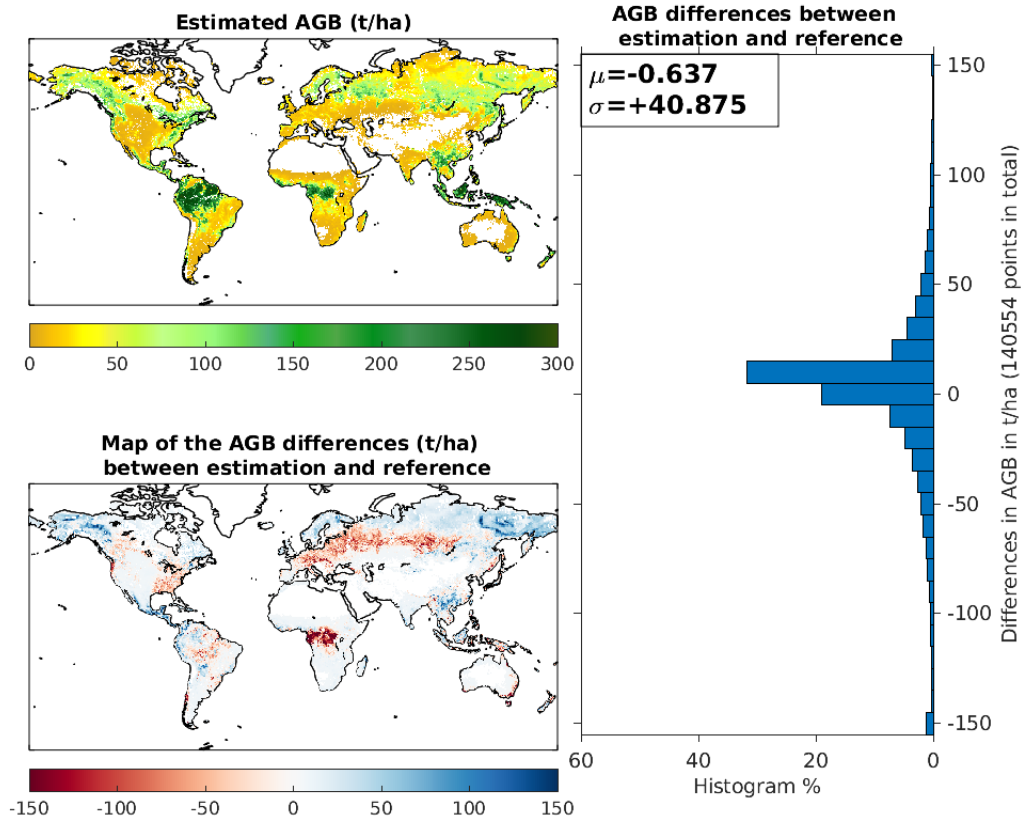 Estimated AGB (t/ha)
0 50 100 150 200 250 300
Map of the AGB differences (t/ha)
between estimation and reference
-150 -100 -50 0 50 100 150
AGB differences between
estimation and reference
μ=-0.637
σ=+40.875
150
100
50
0
-50
-100
-150
60 40 20 0
Histogram %
Differences in AGB in t/ha (140554 points in total)